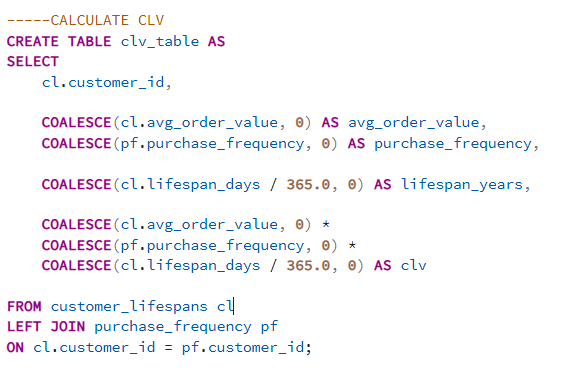 -----CALCULATE CLV
CREATE TABLE clv_table AS
SELECT
cl.customer_id,
COALESCE(cl.avg_order_value, 0) AS avg_order_value,
COALESCE(pf.purchase_frequency, 0) AS purchase_frequency,
COALESCE(cl.lifespan_days / 365.0, 0) AS lifespan_years,
COALESCE(cl.avg_order_value, 0) *
COALESCE(pf.purchase_frequency, 0) *
COALESCE(cl.lifespan_days / 365.0, 0) AS clv
FROM customer_lifespans cl
LEFT JOIN purchase_frequency pf
ON cl.customer_id = pf.customer_id;